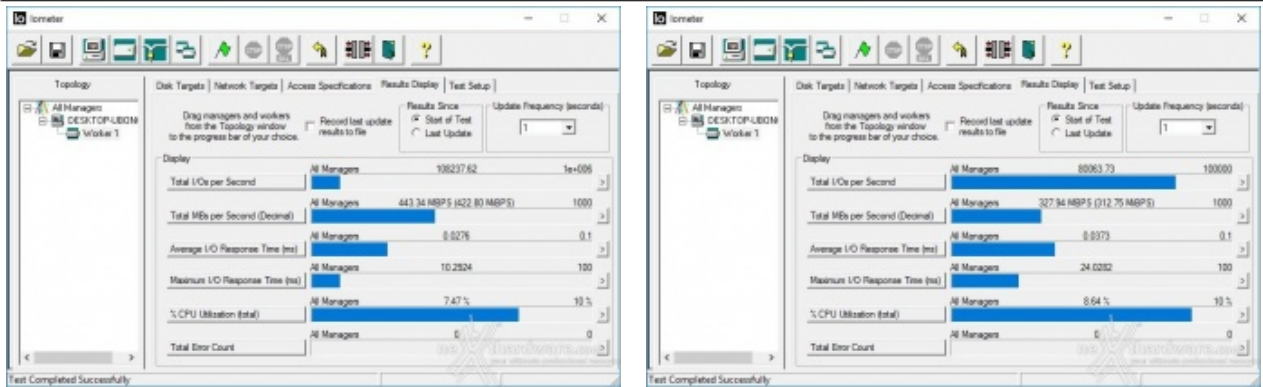 Iometer
Topology
Disk Targets Network Targets Access Specifications Results Display Test Setup
All Managers
DESKTOP-UBON
Worker 1
Drag managers and workers
from the Topology window
to the progress bar of your choice.
Record last update
results to file
Results Since
Start of Test
Last Update
Update Frequency (seconds)
1
Display
All Managers 108237.62 1e+006
Total I/Os per Second
All Managers 443.34 MBPS (422.80 MiBPS) 1000
Total MBs per Second (Decimal)
All Managers 0.0276 0.1
Average I/O Response Time (ms)
All Managers 10.2924 100
Maximum I/O Response Time (ms)
All Managers 7.47 % 10 %
% CPU Utilization (total)
All Managers 0 0
Total Error Count
Test Completed Successfully
Iometer
Topology
Disk Targets Network Targets Access Specifications Results Display Test Setup
All Managers
DESKTOP-UBON
Worker 1
Drag managers and workers
from the Topology window
to the progress bar of your choice.
Record last update
results to file
Results Since
Start of Test
Last Update
Update Frequency (seconds)
1
Display
All Managers 80063.73 100000
Total I/Os per Second
All Managers 327.94 MBPS (312.75 MiBPS) 1000
Total MBs per Second (Decimal)
All Managers 0.0373 0.1
Average I/O Response Time (ms)
All Managers 24.0282 100
Maximum I/O Response Time (ms)
All Managers 8.64 % 10 %
% CPU Utilization (total)
All Managers 0 0
Total Error Count
Test Completed Successfully